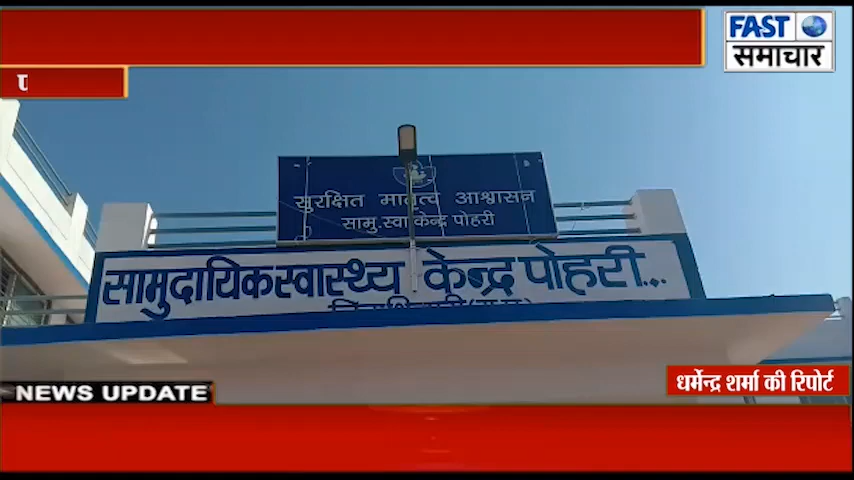 FAST
समाचार
प
सुरक्षित मातृत्व आश्वासन
सामु.स्वा.केन्द्र पोहरी
सामुदायिकस्वास्थ्य केन्द्र पोहरी...
धर्मेन्द्र शर्मा की रिपोर्ट
NEWS UPDATE